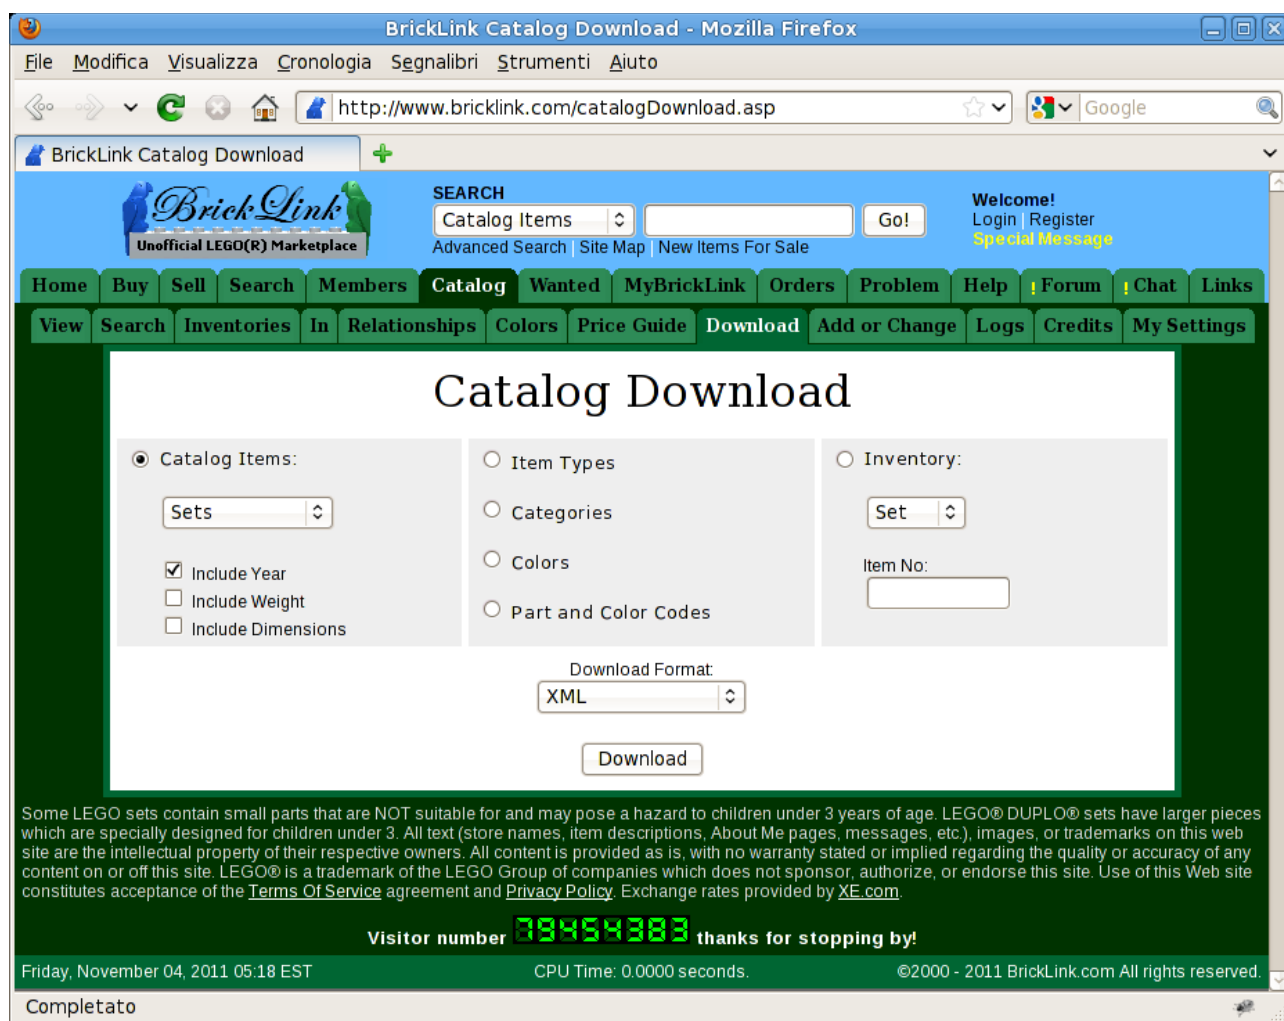 BrickLink Catalog Download - Mozilla Firefox
File Modifica Visualizza Cronologia Segnalibri Strumenti Aiuto
http://www.bricklink.com/catalogDownload.asp Google
BrickLink Catalog Download
BrickLink
Unofficial LEGO(R) Marketplace
SEARCH
Catalog Items Go!
Advanced Search | Site Map | New Items For Sale
Welcome!
Login | Register
Special Message
Home Buy Sell Search Members Catalog Wanted MyBrickLink Orders Problem Help ! Forum ! Chat Links
View Search Inventories In Relationships Colors Price Guide Download Add or Change Logs Credits My Settings
Catalog Download
Catalog Items:
Sets
Include Year
Include Weight
Include Dimensions
Item Types
Categories
Colors
Part and Color Codes
Inventory:
Set
Item No:
Download Format:
XML
Download
Some LEGO sets contain small parts that are NOT suitable for and may pose a hazard to children under 3 years of age. LEGO® DUPLO® sets have larger pieces
which are specially designed for children under 3. All text (store names, item descriptions, About Me pages, messages, etc.), images, or trademarks on this web
site are the intellectual property of their respective owners. All content is provided as is, with no warranty stated or implied regarding the quality or accuracy of any
content on or off this site. LEGO® is a trademark of the LEGO Group of companies which does not sponsor, authorize, or endorse this site. Use of this Web site
constitutes acceptance of the Terms Of Service agreement and Privacy Policy. Exchange rates provided by XE.com.
Visitor number 79454383 thanks for stopping by!
Friday, November 04, 2011 05:18 EST CPU Time: 0.0000 seconds. ©2000 - 2011 BrickLink.com All rights reserved.
Completato